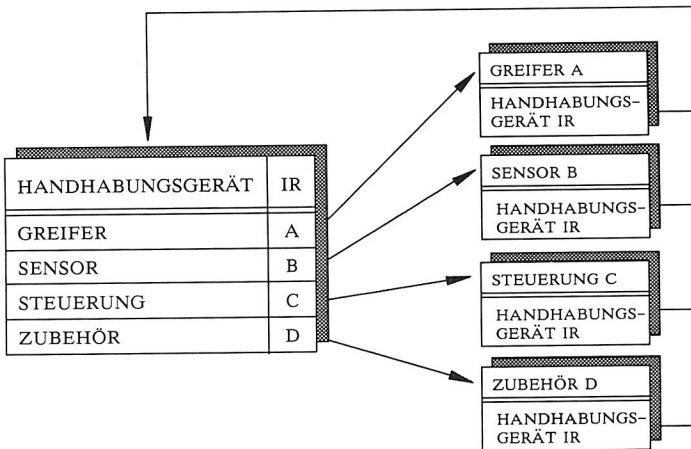 HANDHABUNGSGERÄT IR
GREIFER A
SENSOR B
STEUERUNG C
ZUBEHÖR D
GREIFER A
HANDHABUNGS-
GERÄT IR
SENSOR B
HANDHABUNGS-
GERÄT IR
STEUERUNG C
HANDHABUNGS-
GERÄT IR
ZUBEHÖR D
HANDHABUNGS-
GERÄT IR